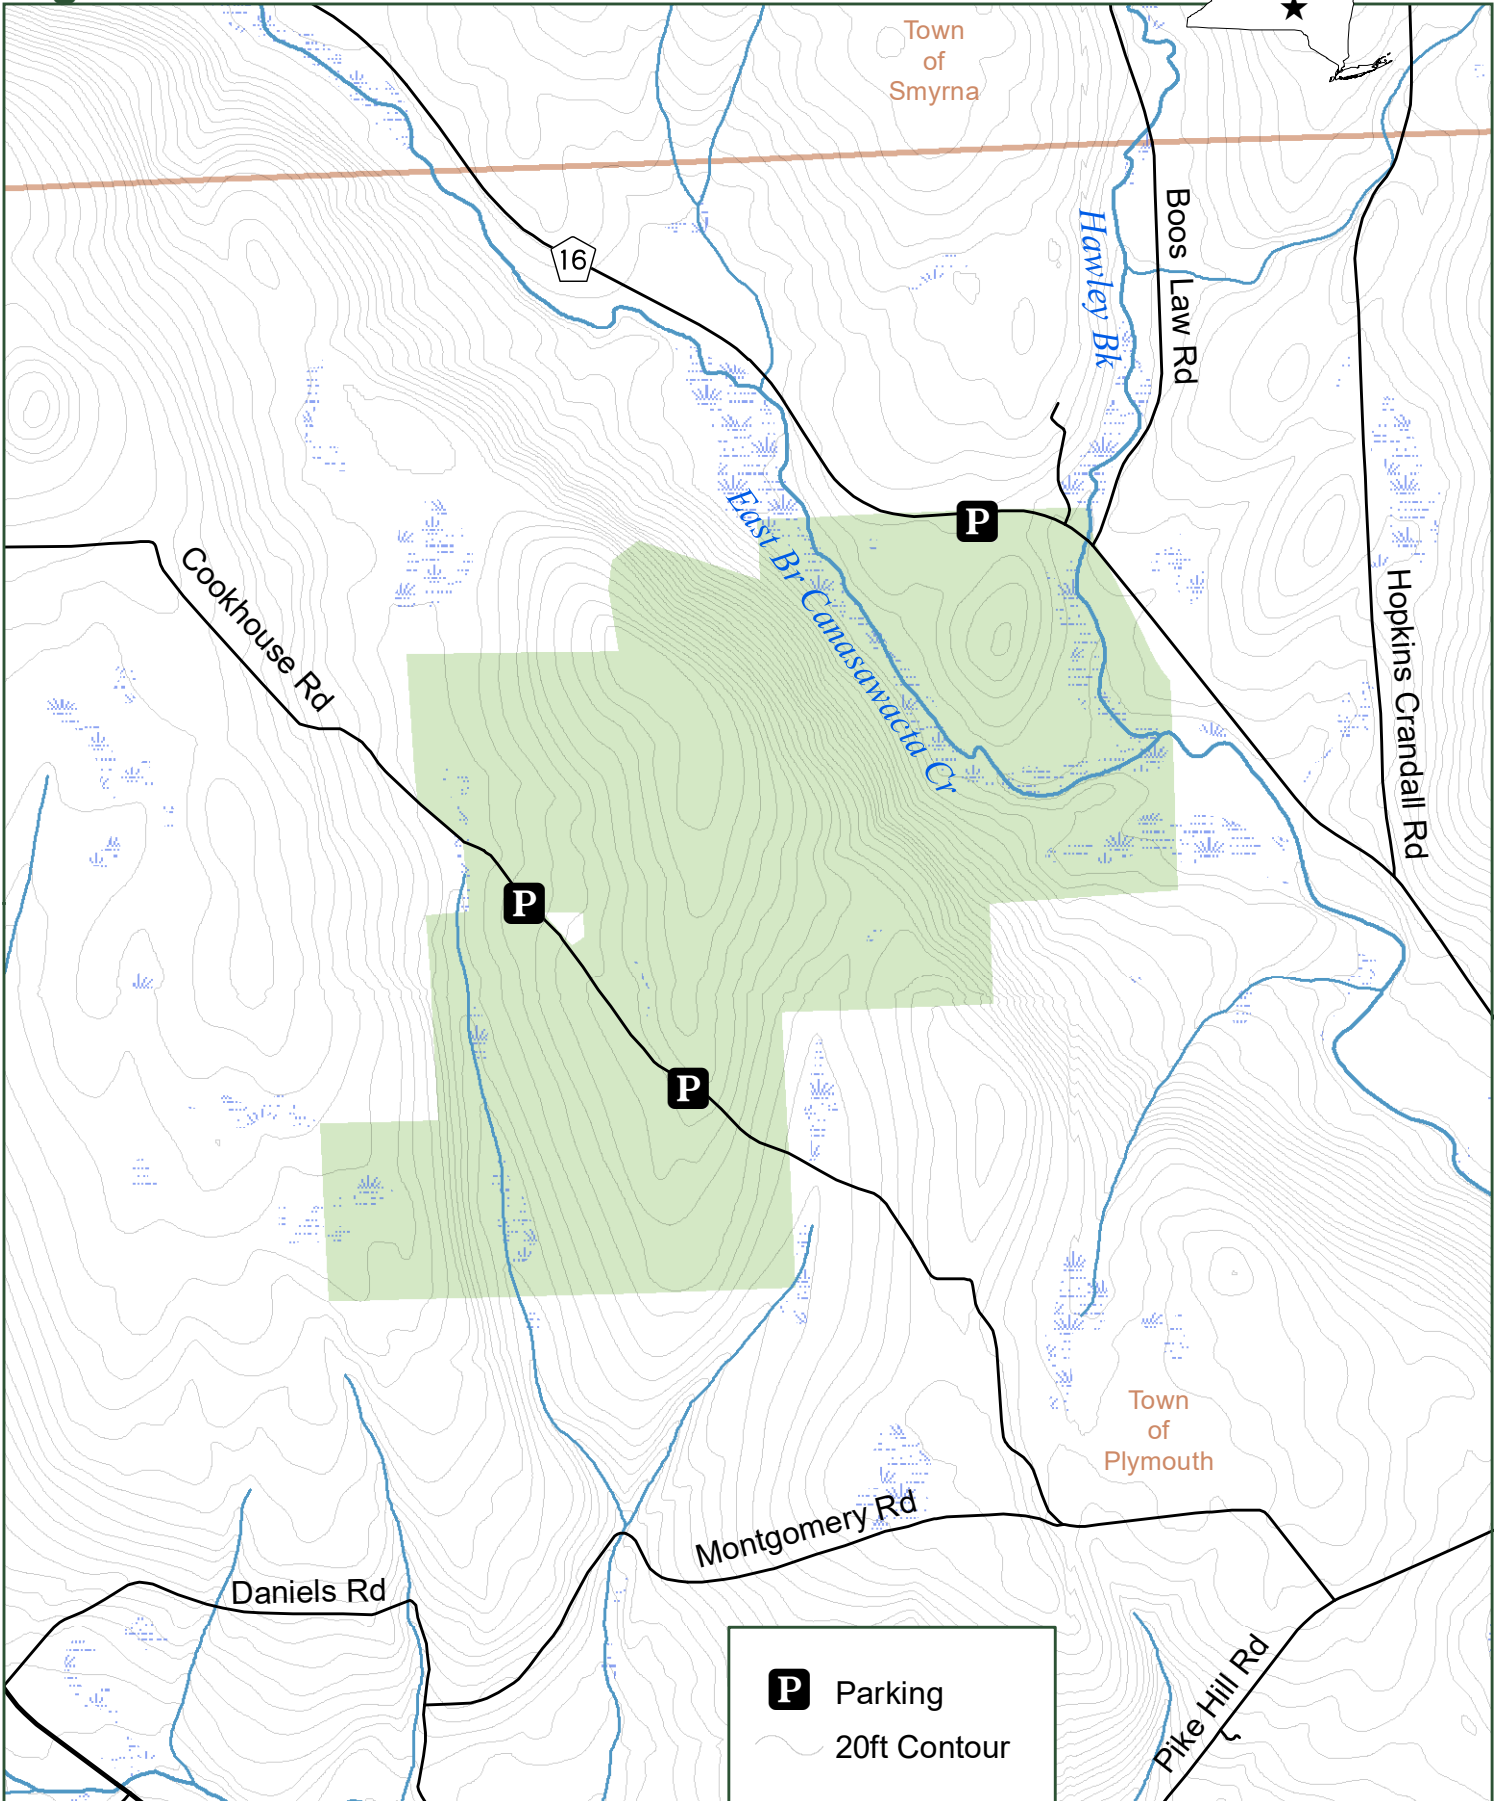 Town
of
Smyrna
16
Hawley Bk
Boos Law Rd
P
East Br Canasawacta Cr
Cookhouse Rd
Hopkins Crandall Rd
P
P
Town
of
Plymouth
Montgomery Rd
Daniels Rd
Pike Hill Rd
P Parking
20ft Contour